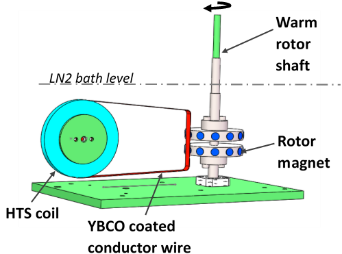 Warm
rotor
shaft
LN2 bath level
Rotor
magnet
HTS coil
YBCO coated
conductor wire